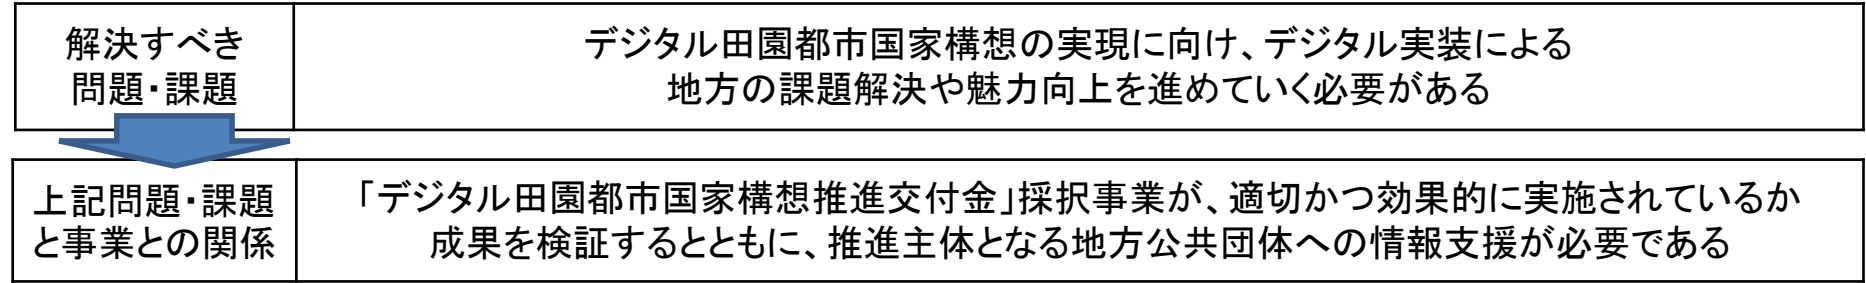 解決すべき
問題・課題
デジタル田園都市国家構想の実現に向け、デジタル実装による
地方の課題解決や魅力向上を進めていく必要がある
上記問題・課題
と事業との関係
「デジタル田園都市国家構想推進交付金」採択事業が、適切かつ効果的に実施されているか
成果を検証するとともに、推進主体となる地方公共団体への情報支援が必要である